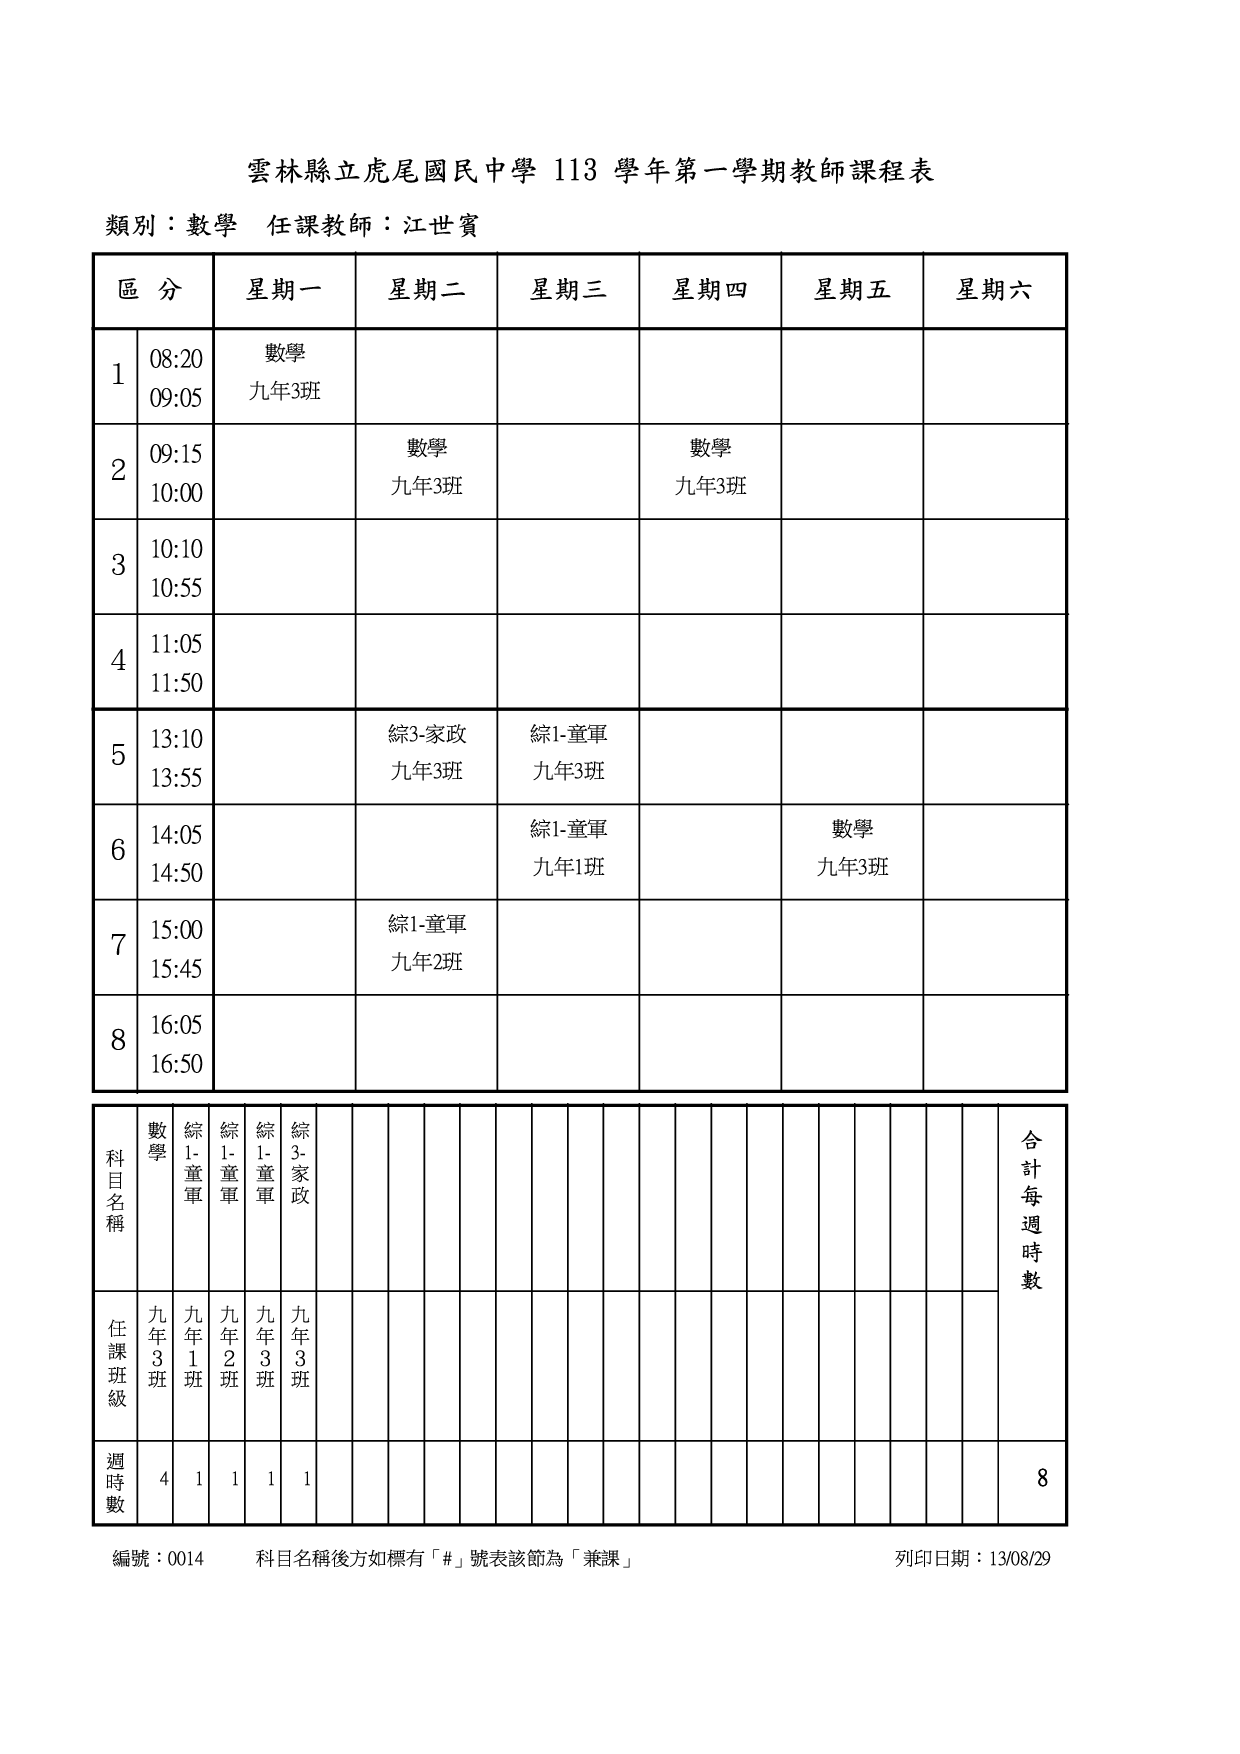 雲林縣立虎尾國民中學 113 學年第一學期教師課程表
類別：數學 任課教師：江世賓
區 分 星期一 星期二 星期三 星期四 星期五 星期六
1 08:20 09:05 數學 九年3班
2 09:15 10:00 數學 九年3班 數學 九年3班
3 10:10 10:55
4 11:05 11:50
5 13:10 13:55 綜3-家政 九年3班 綜1-童軍 九年3班
6 14:05 14:50 綜1-童軍 九年1班 數學 九年3班
7 15:00 15:45 綜1-童軍 九年2班
8 16:05 16:50
科目名稱 數學 綜1-童軍 綜1-童軍 綜1-童軍 綜3-家政 合計每週時數
任課班級 九年3班 九年1班 九年2班 九年3班 九年3班
週時數 4 1 1 1 1 8
編號：0014 科目名稱後方如標有「#」號表該節為「兼課」 列印日期：13/08/29